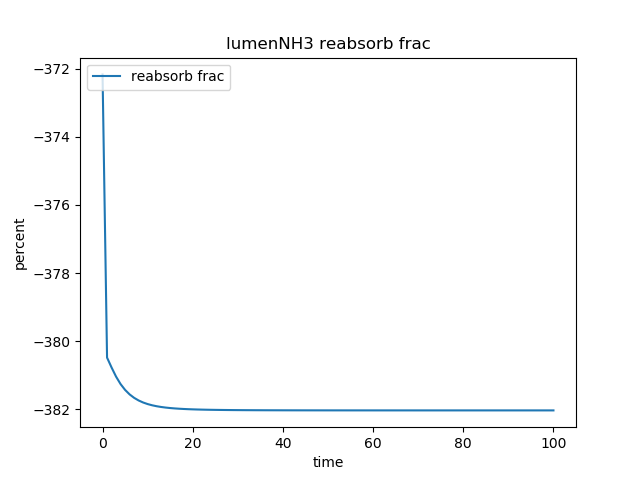 lumenNH3 reabsorb frac
reabsorb frac
−372
−374
−376
−378
−380
−382
percent
0 20 40 60 80 100
time